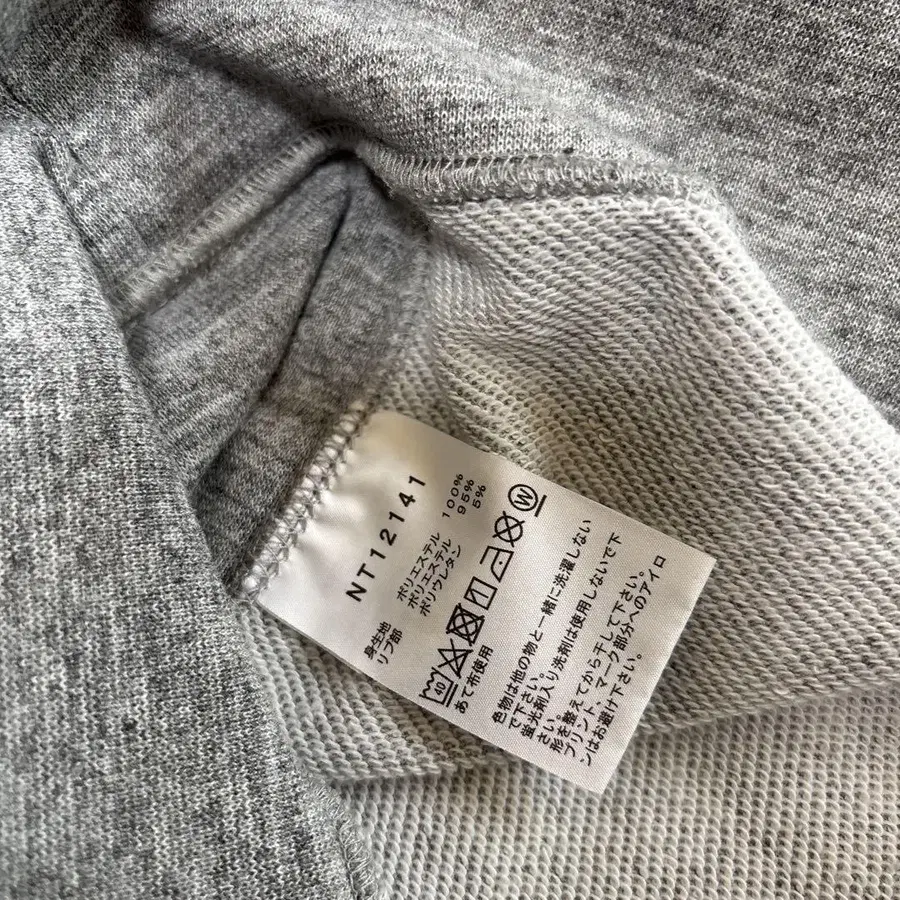 NT12141
身生地 ポリエステル 100%
リブ部 ポリエステル 95%
ポリウレタン 5%
40 W
あて布使用
色物は他の物と一緒に洗濯しない
で下さい。
蛍光剤入り洗剤は使用しないで下
さい。
形を整えてから干して下さい。
プリント、マーク部分へのアイロ
ンはお避け下さい。